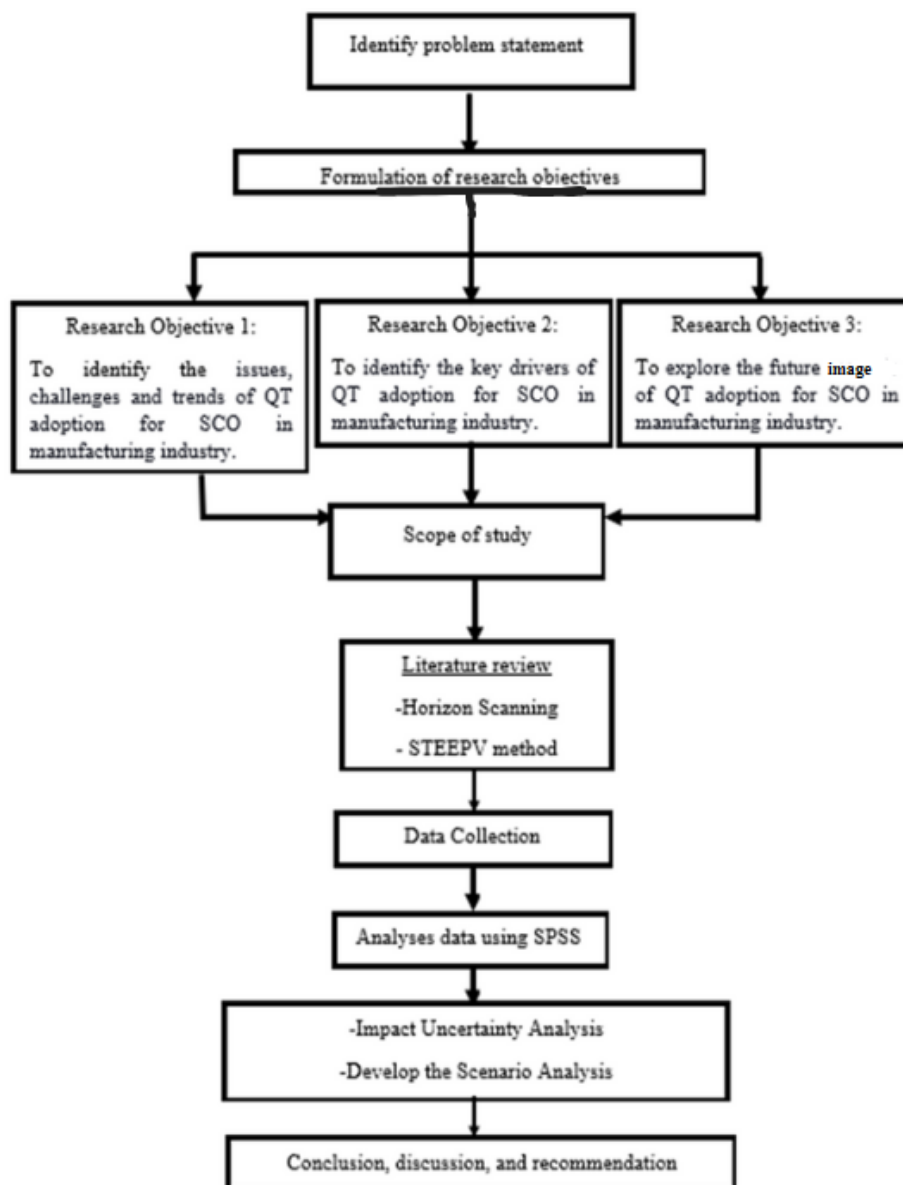 Identify problem statement
Formulation of research objectives
Research Objective 1:
To identify the issues,
challenges and trends of QT
adoption for SCO in
manufacturing industry.
Research Objective 2:
To identify the key drivers of
QT adoption for SCO in
manufacturing industry.
Research Objective 3:
To explore the future image
of QT adoption for SCO in
manufacturing industry.
Scope of study
Literature review
-Horizon Scanning
- STEEPV method
Data Collection
Analyses data using SPSS
-Impact Uncertainty Analysis
-Develop the Scenario Analysis
Conclusion, discussion, and recommendation